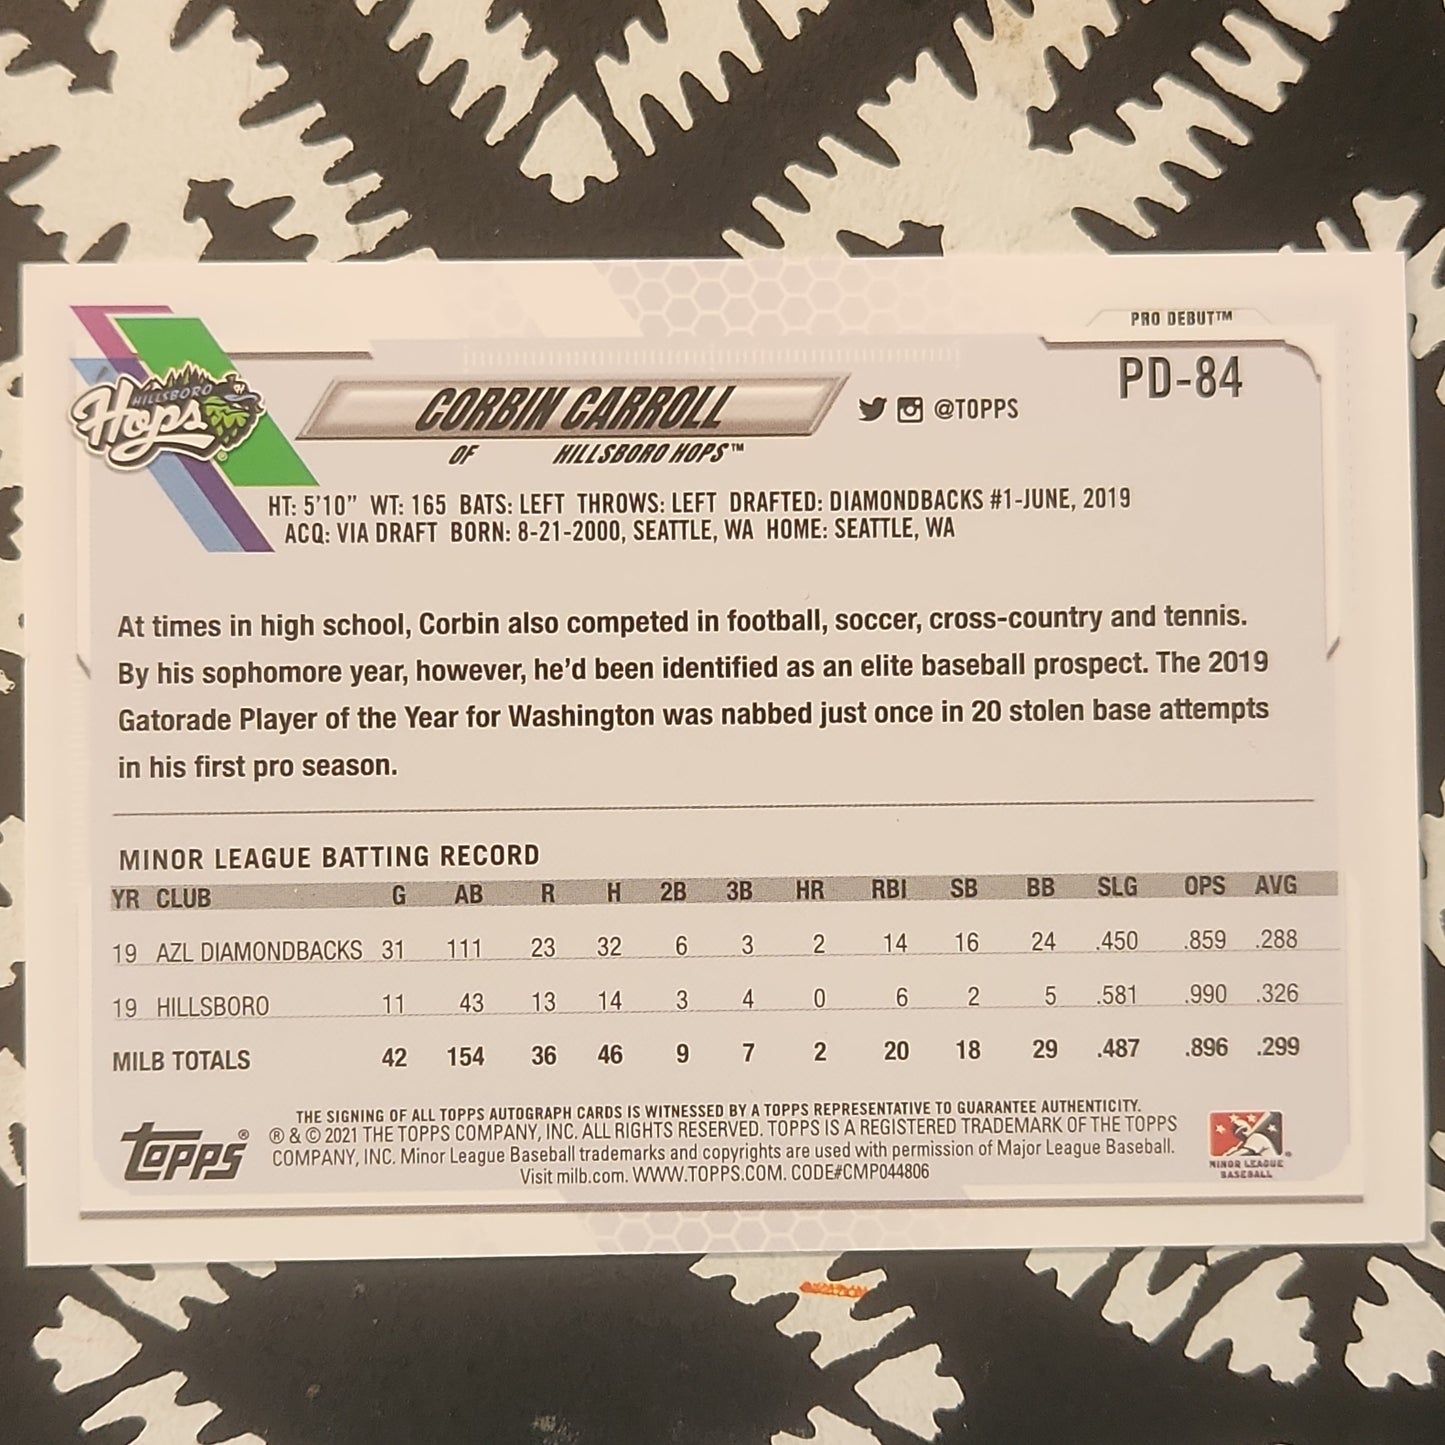 PRO DEBUT™
PD-84
HILLSBORO
Hops
CORBIN CARROLL
@TOPPS
OF HILLSBORO HOPS™
HT: 5'10" WT: 165 BATS: LEFT THROWS: LEFT DRAFTED: DIAMONDBACKS #1-JUNE, 2019
ACQ: VIA DRAFT BORN: 8-21-2000, SEATTLE, WA HOME: SEATTLE, WA
At times in high school, Corbin also competed in football, soccer, cross-country and tennis.
By his sophomore year, however, he'd been identified as an elite baseball prospect. The 2019
Gatorade Player of the Year for Washington was nabbed just once in 20 stolen base attempts
in his first pro season.
MINOR LEAGUE BATTING RECORD
YR CLUB G AB R H 2B 3B HR RBI SB BB SLG OPS AVG
19 AZL DIAMONDBACKS 31 111 23 32 6 3 2 14 16 24 .450 .859 .288
19 HILLSBORO 11 43 13 14 3 4 0 6 2 5 .581 .990 .326
MILB TOTALS 42 154 36 46 9 7 2 20 18 29 .487 .896 .299
THE SIGNING OF ALL TOPPS AUTOGRAPH CARDS IS WITNESSED BY A TOPPS REPRESENTATIVE TO GUARANTEE AUTHENTICITY.
® & © 2021 THE TOPPS COMPANY, INC. ALL RIGHTS RESERVED. TOPPS IS A REGISTERED TRADEMARK OF THE TOPPS
COMPANY, INC. Minor League Baseball trademarks and copyrights are used with permission of Major League Baseball.
Visit milb.com. WWW.TOPPS.COM. CODE#CMP044806
TOPPS®
MINOR LEAGUE
BASEBALL